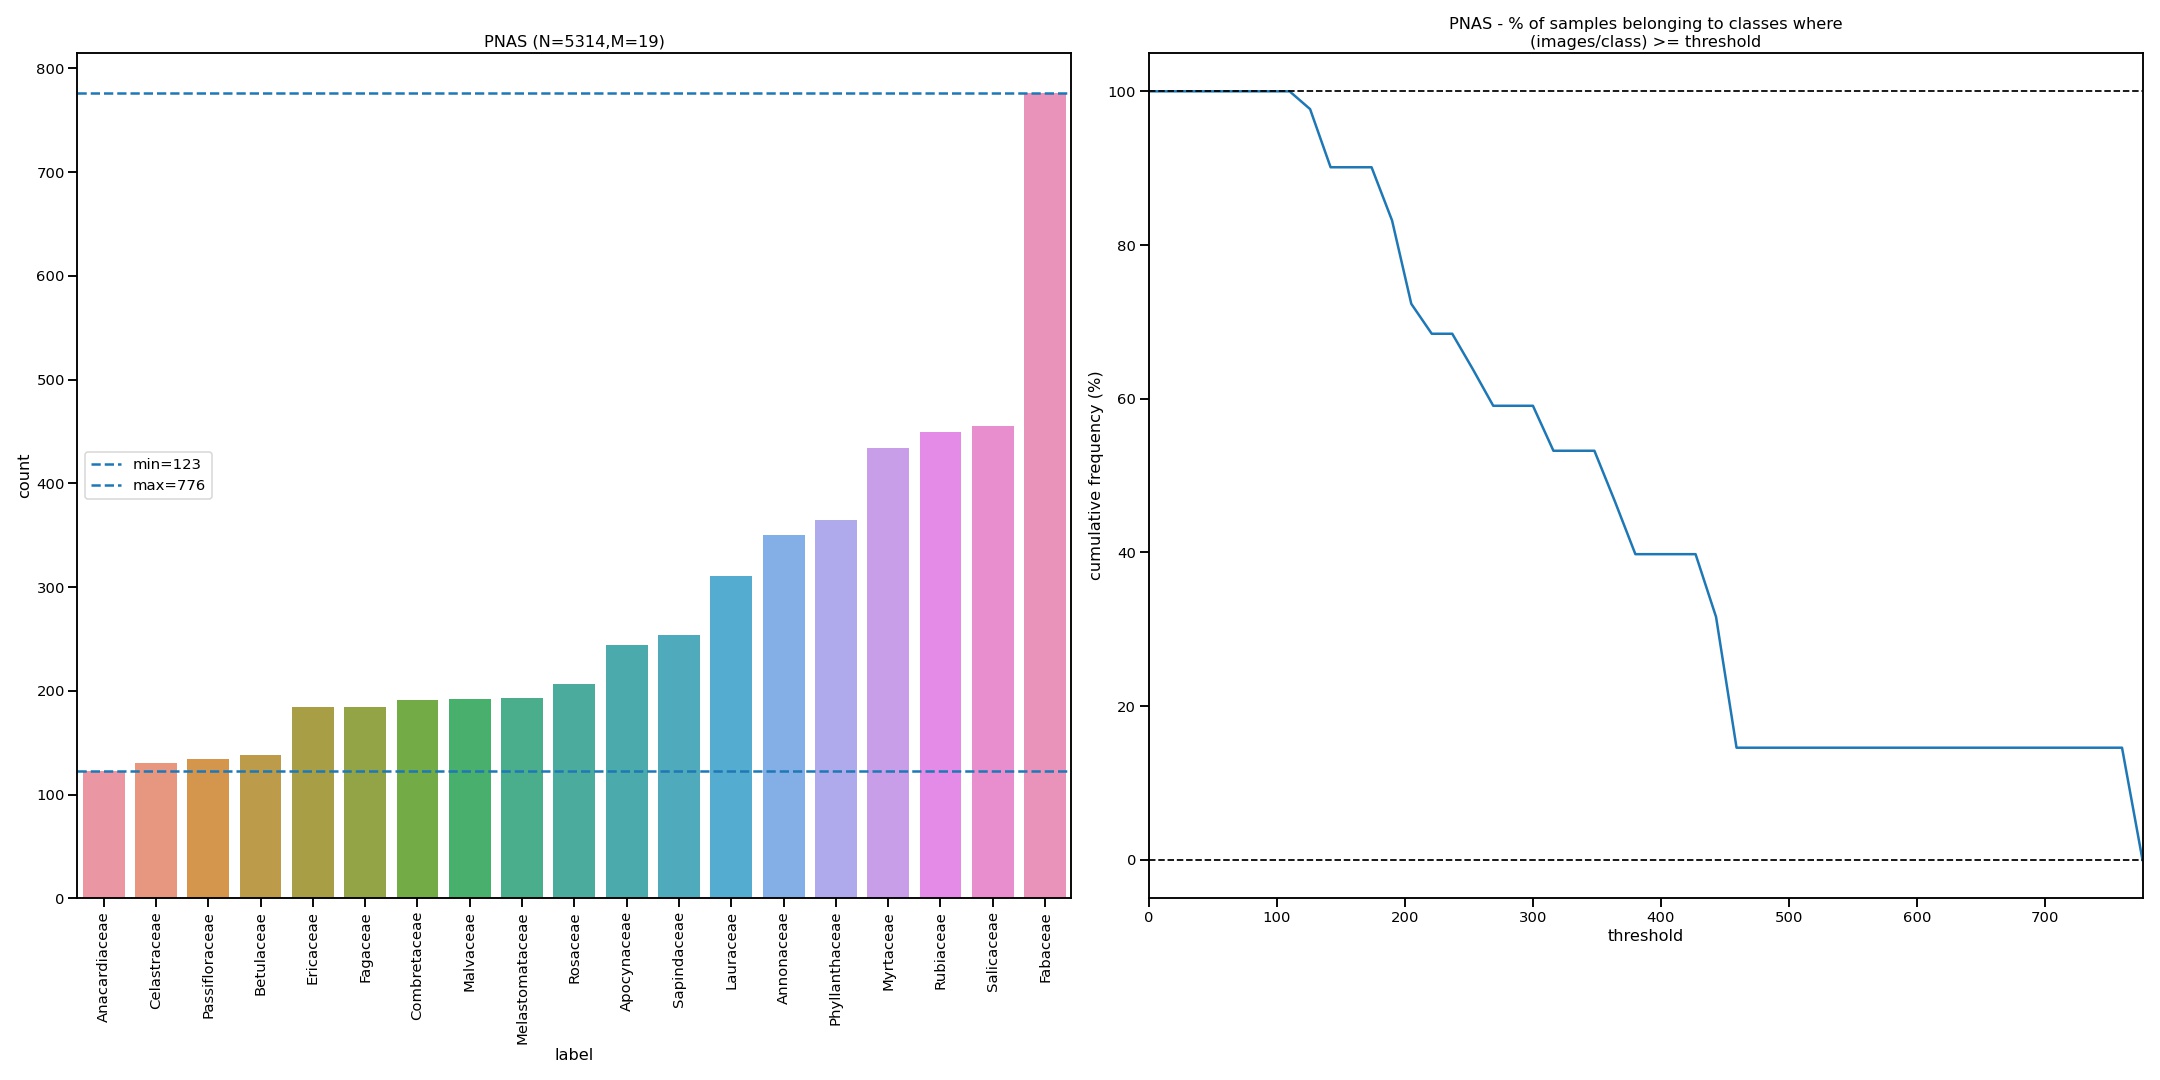 PNAS (N=5314,M=19)
800
700
600
500
400
300
200
100
0
count
min=123
max=776
Anacardiaceae
Celastraceae
Passifloraceae
Betulaceae
Ericaceae
Fagaceae
Combretaceae
Malvaceae
Melastomataceae
Rosaceae
Apocynaceae
Sapindaceae
Lauraceae
Annonaceae
Phyllanthaceae
Myrtaceae
Rubiaceae
Salicaceae
Fabaceae
label
PNAS - % of samples belonging to classes where
(images/class) >= threshold
100
80
60
40
20
0
cumulative frequency (%)
0 100 200 300 400 500 600 700
threshold